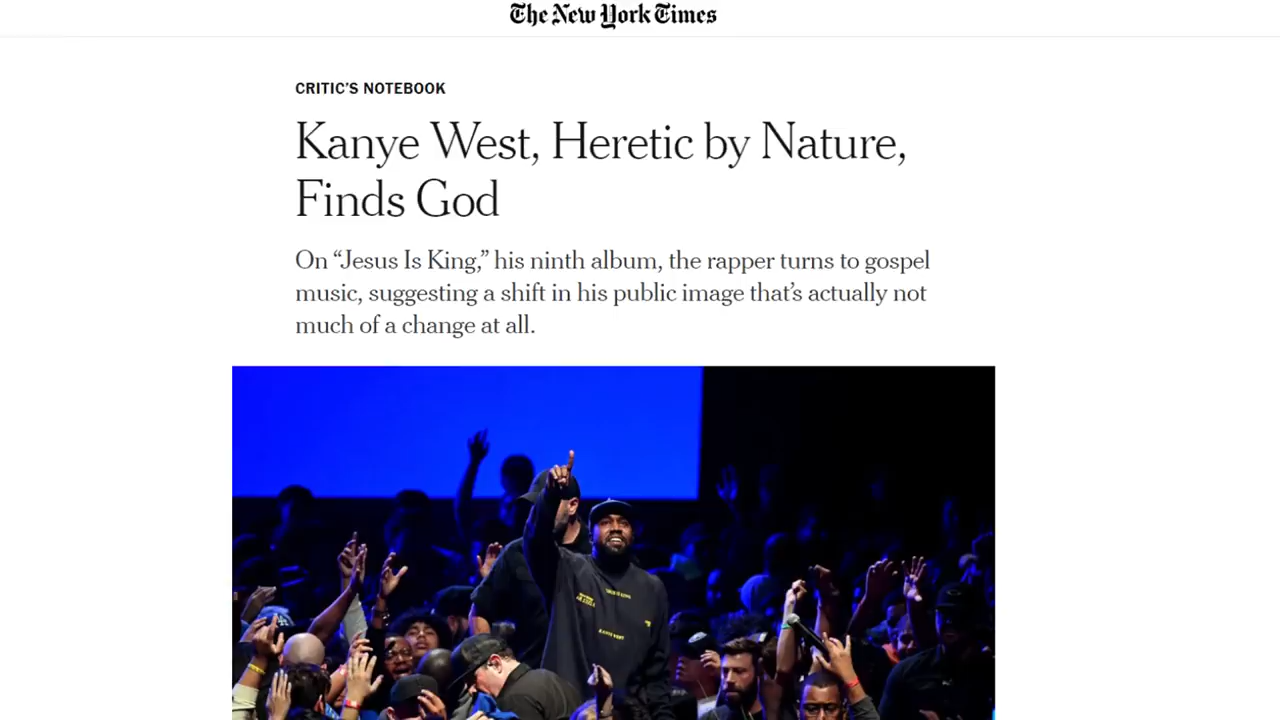 The New York Times
CRITIC'S NOTEBOOK
Kanye West, Heretic by Nature,
Finds God
On “Jesus Is King,” his ninth album, the rapper turns to gospel
music, suggesting a shift in his public image that’s actually not
much of a change at all.